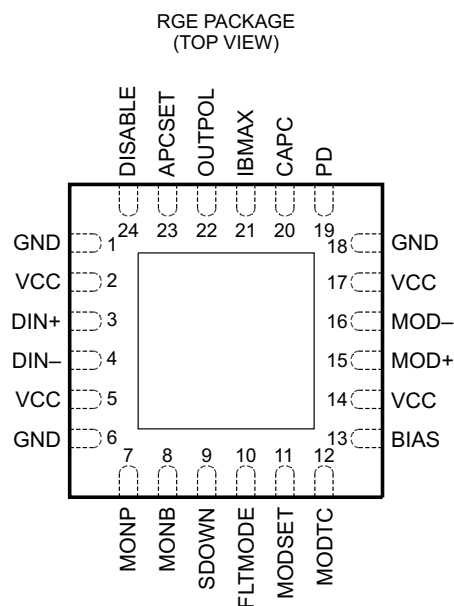 RGE PACKAGE
(TOP VIEW)
DISABLE
APCSET
OUTPOL
IBMAX
CAPC
PD
24
23
22
21
20
19
GND 1
VCC 2
DIN+ 3
DIN– 4
VCC 5
GND 6
18 GND
17 VCC
16 MOD–
15 MOD+
14 VCC
13 BIAS
7
8
9
10
11
12
MONP
MONB
SDOWN
FLTMODE
MODSET
MODTC